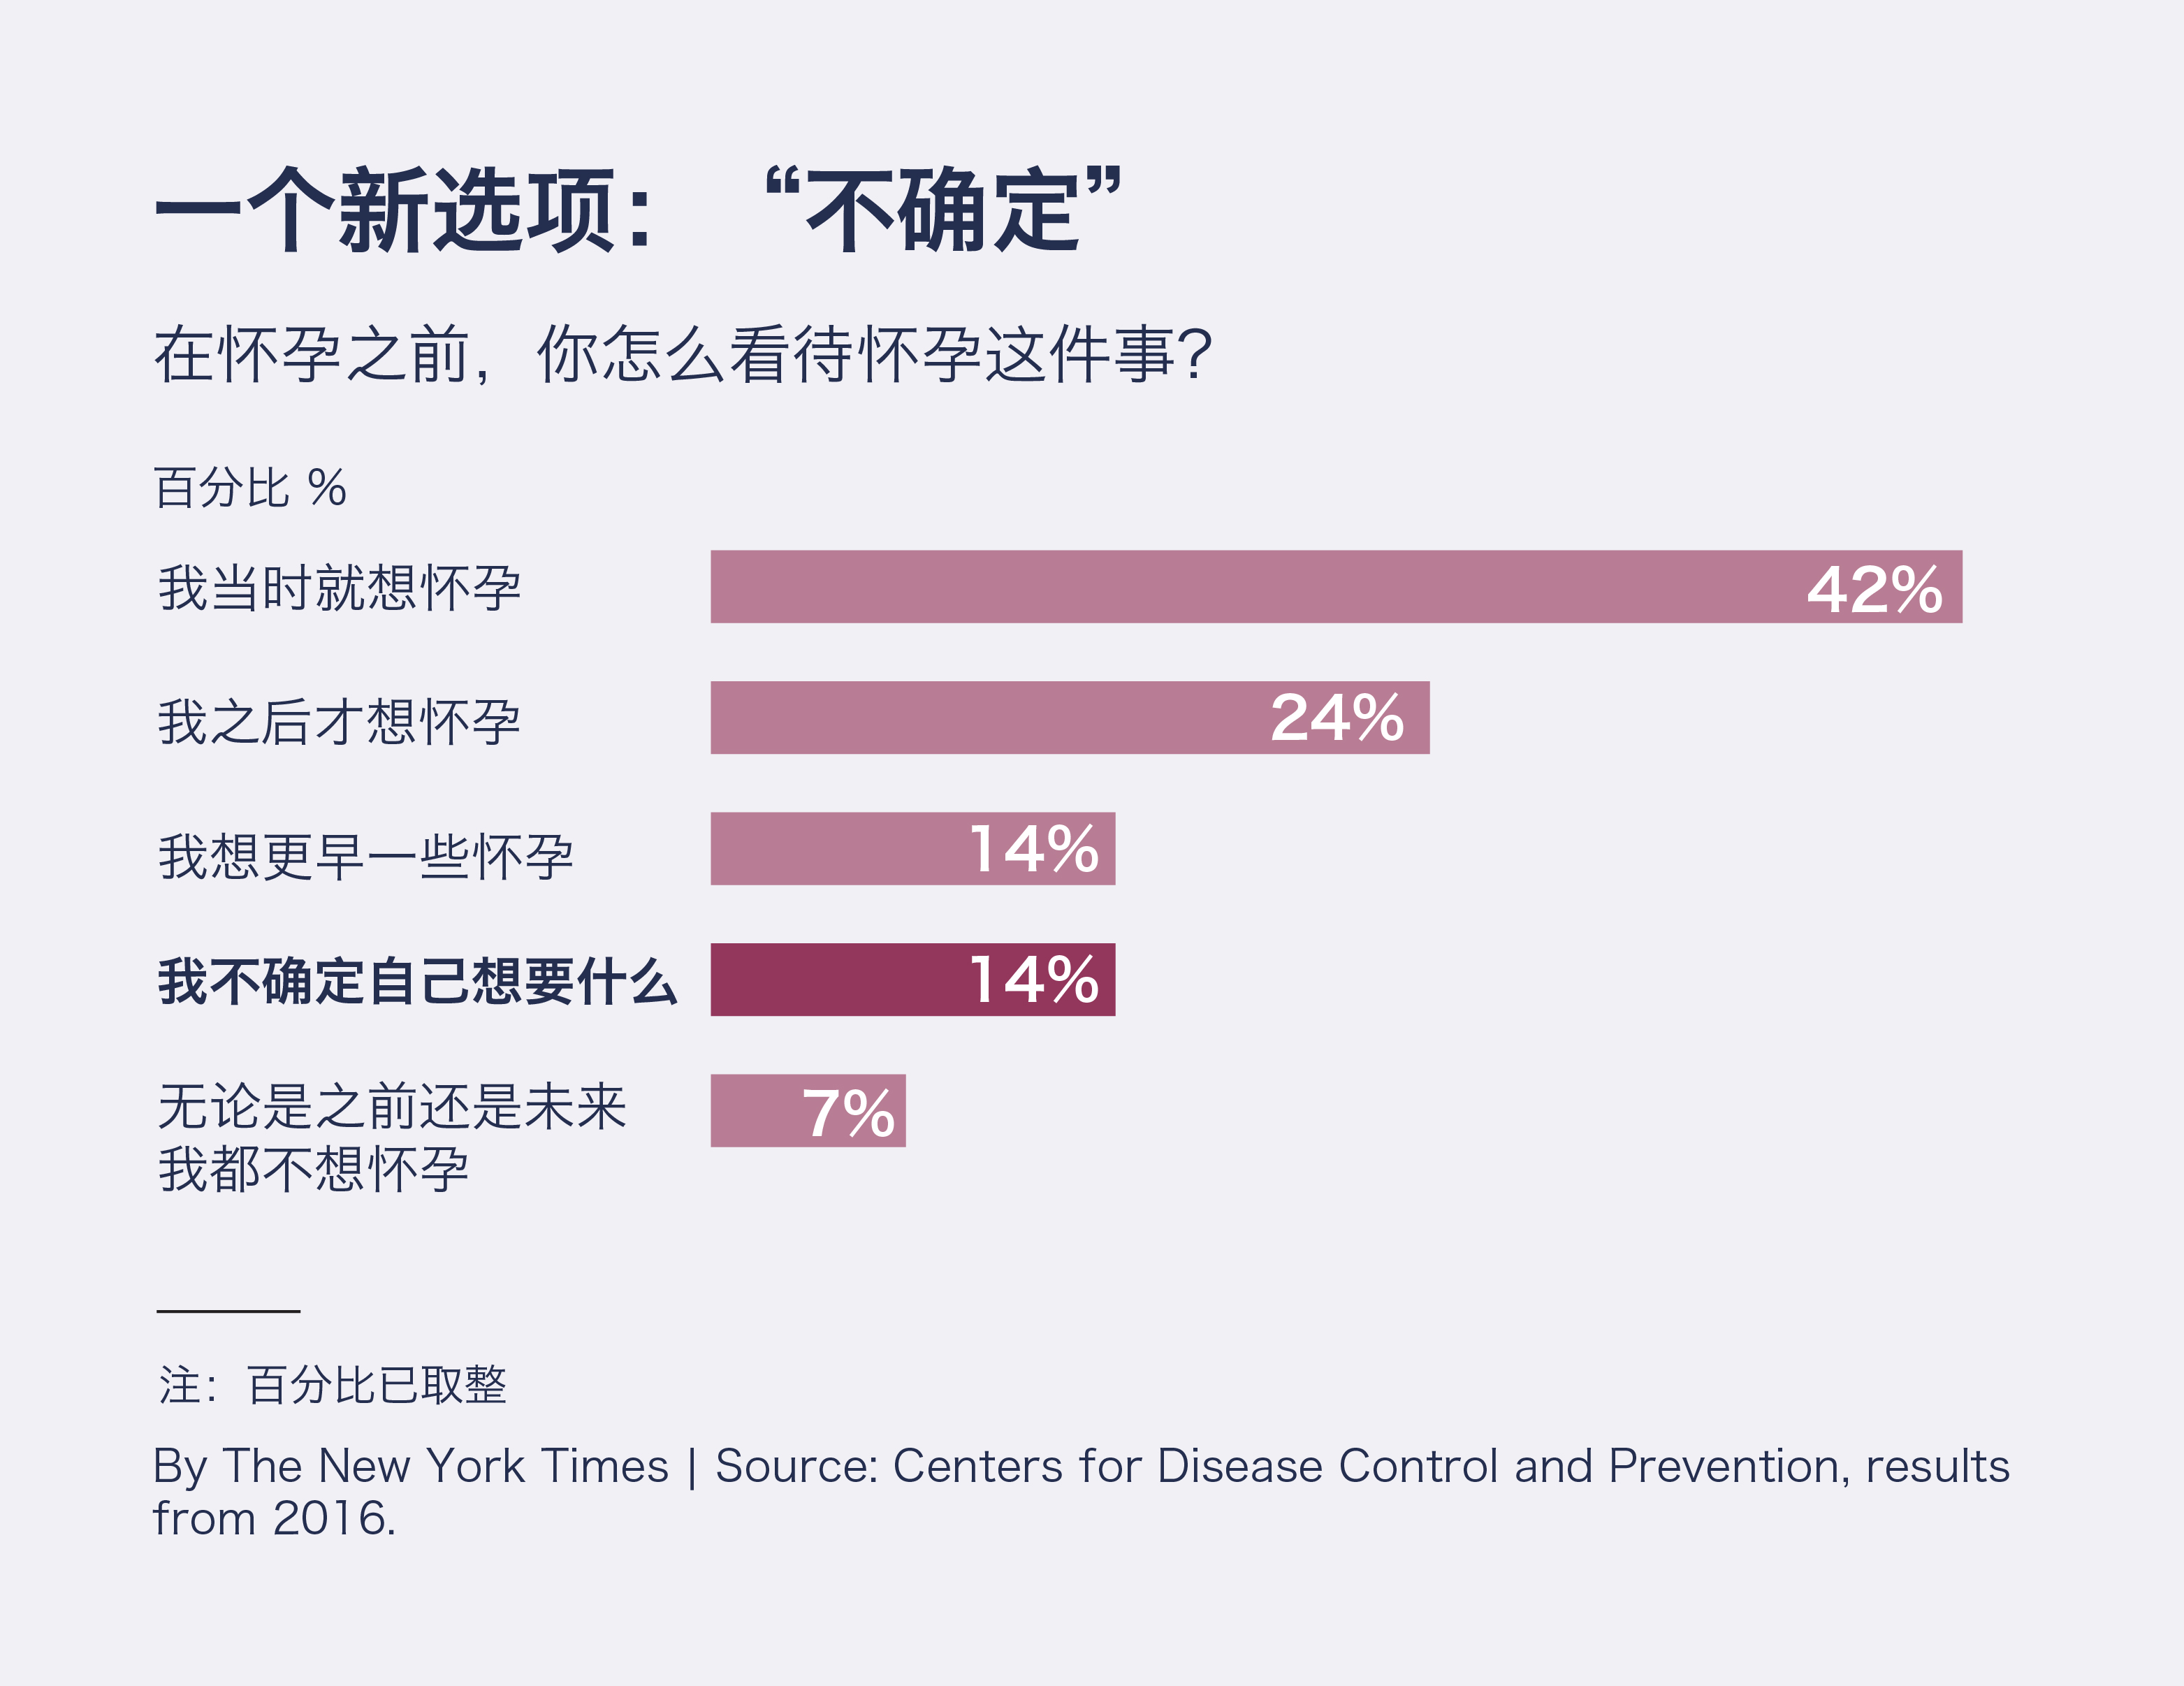 一个新选项：“不确定”
在怀孕之前，你怎么看待怀孕这件事？
百分比 %
我当时就想怀孕 42%
我之后才想怀孕 24%
我想更早一些怀孕 14%
我不确定自己想要什么 14%
无论是之前还是未来 7%
我都不想怀孕
注：百分比已取整
By The New York Times | Source: Centers for Disease Control and Prevention, results
from 2016.